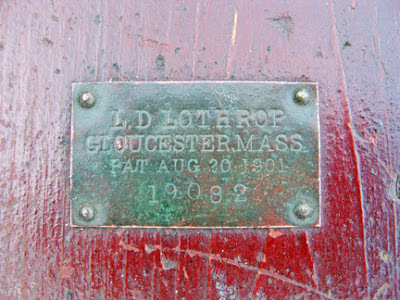 L.D LOTHROP
GLOUCESTER.MASS.
PAT AUG 20 1901
19082